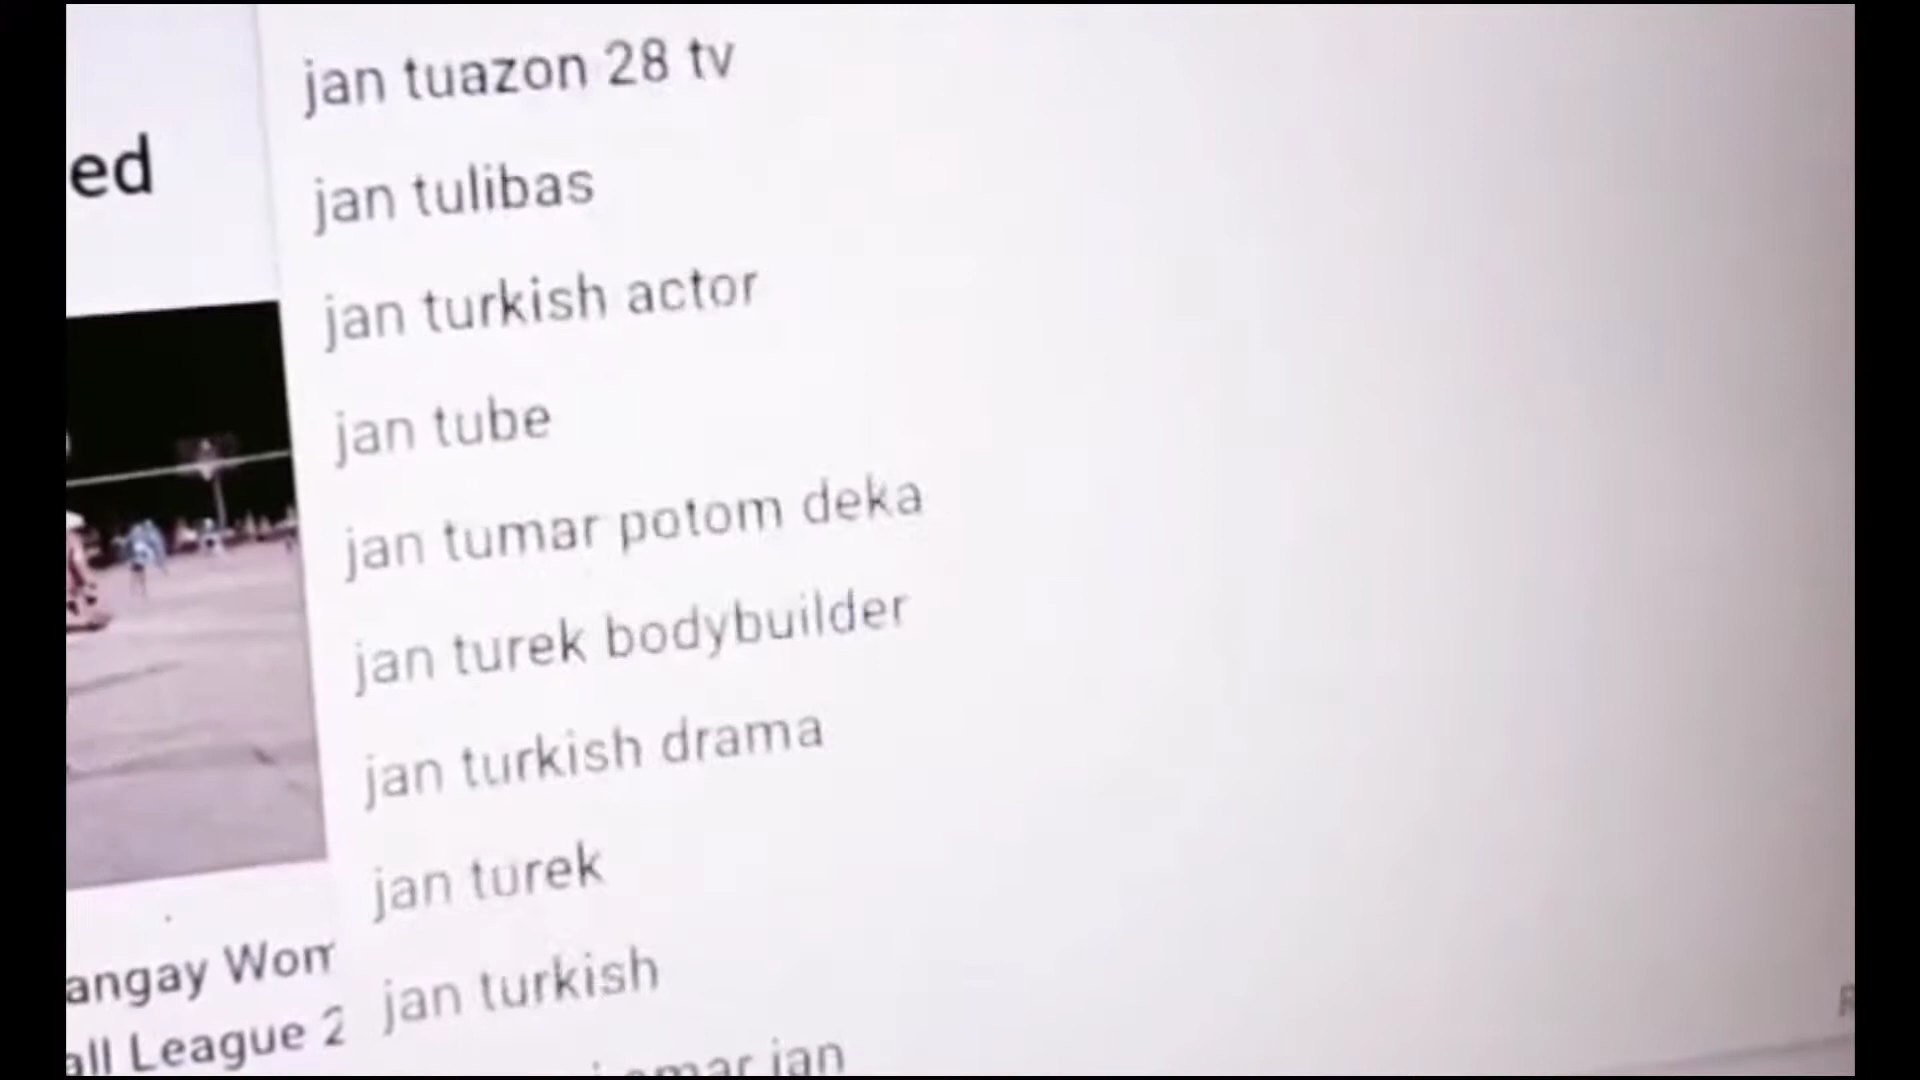 jan tuazon 28 tv
ed
jan tulibas
jan turkish actor
jan tube
jan tumar potom deka
jan turek bodybuilder
jan turkish drama
jan turek
angay Wom
jan turkish
all League 2
jan